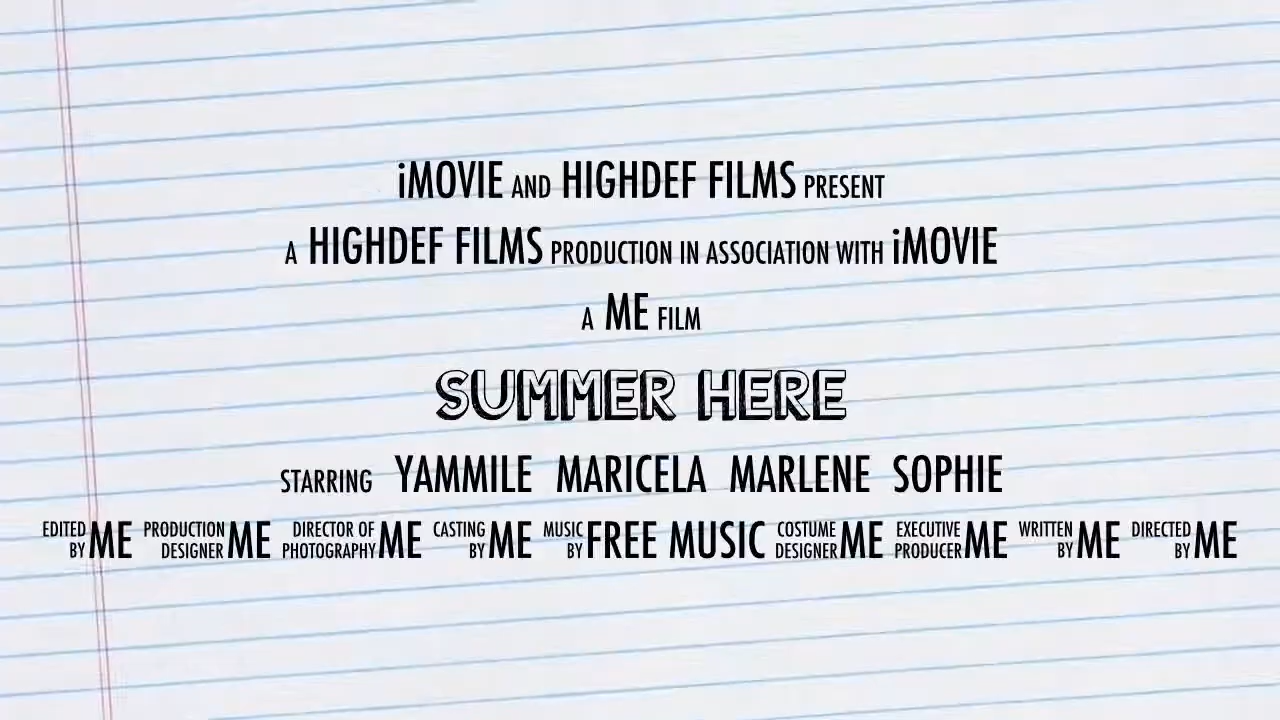 iMOVIE AND HIGHDEF FILMS PRESENT
A HIGHDEF FILMS PRODUCTION IN ASSOCIATION WITH iMOVIE
A ME FILM
SUMMER HERE
STARRING YAMMILE MARICELA MARLENE SOPHIE
EDITED BY ME PRODUCTION DESIGNER ME DIRECTOR OF PHOTOGRAPHY ME CASTING BY ME MUSIC BY FREE MUSIC COSTUME DESIGNER ME EXECUTIVE PRODUCER ME WRITTEN BY ME DIRECTED BY ME